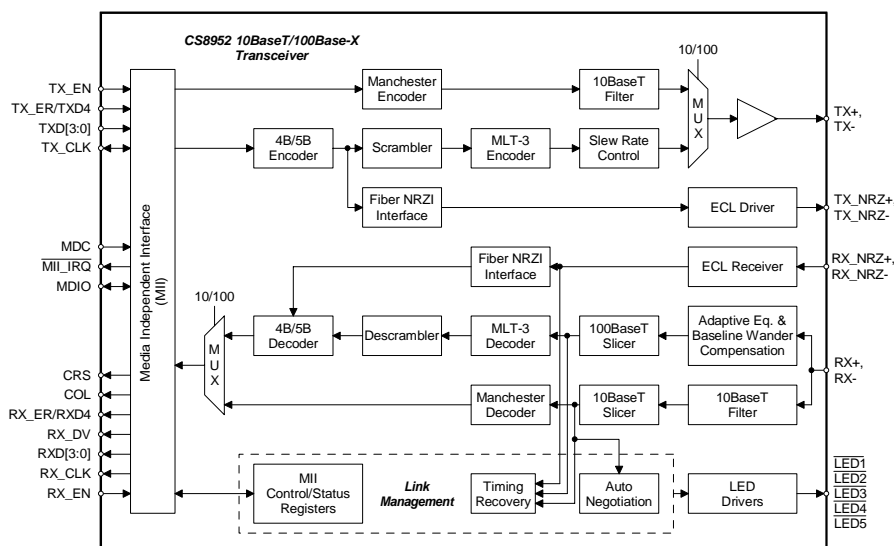 CS8952 10BaseT/100Base-X
Transceiver
10/100
TX_EN
TX_ER/TXD4
TXD[3:0]
TX_CLK
Manchester
Encoder
10BaseT
Filter
MUX
TX+,
TX-
4B/5B
Encoder
Scrambler
MLT-3
Encoder
Slew Rate
Control
Fiber NRZI
Interface
ECL Driver
TX_NRZ+,
TX_NRZ-
MDC
MII_IRQ
MDIO
Media Independent Interface
(MII)
Fiber NRZI
Interface
ECL Receiver
RX_NRZ+,
RX_NRZ-
10/100
MUX
4B/5B
Decoder
Descrambler
MLT-3
Decoder
100BaseT
Slicer
Adaptive Eq. &
Baseline Wander
Compensation
RX+,
RX-
CRS
COL
RX_ER/RXD4
RX_DV
RXD[3:0]
RX_CLK
RX_EN
Manchester
Decoder
10BaseT
Slicer
10BaseT
Filter
MII
Control/Status
Registers
Link
Management
Timing
Recovery
Auto
Negotiation
LED
Drivers
LED1
LED2
LED3
LED4
LED5